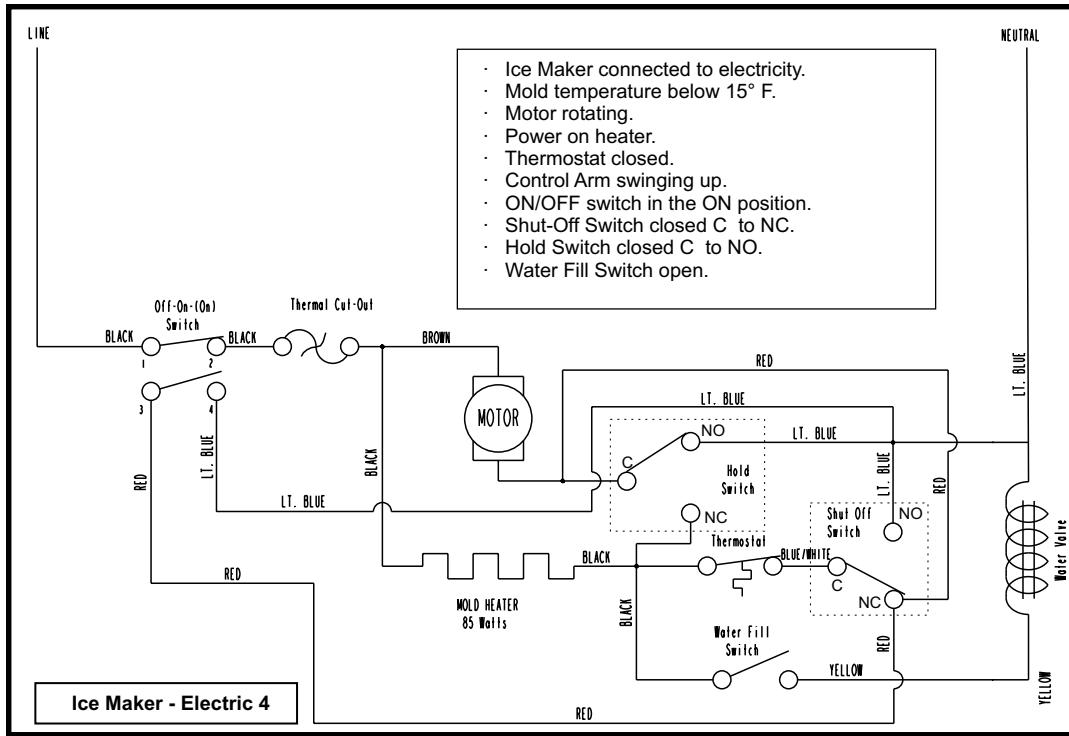 LINE
NEUTRAL
· Ice Maker connected to electricity.
· Mold temperature below 15° F.
· Motor rotating.
· Power on heater.
· Thermostat closed.
· Control Arm swinging up.
· ON/OFF switch in the ON position.
· Shut-Off Switch closed C to NC.
· Hold Switch closed C to NO.
· Water Fill Switch open.
Off-On-(On)
Switch
Thermal Cut-Out
BLACK
BLACK
BROWN
1
2
3
4
MOTOR
RED
LT. BLUE
LT. BLUE
NO
LT. BLUE
C
Hold
Switch
NC
LT. BLUE
RED
Shut Off
Switch
NO
RED
LT. BLUE
BLACK
LT. BLUE
Thermostat
BLUE/WHITE
C
NC
Water Valve
BLACK
RED
MOLD HEATER
85 Watts
BLACK
Water Fill
Switch
RED
YELLOW
YELLOW
Ice Maker - Electric 4
RED